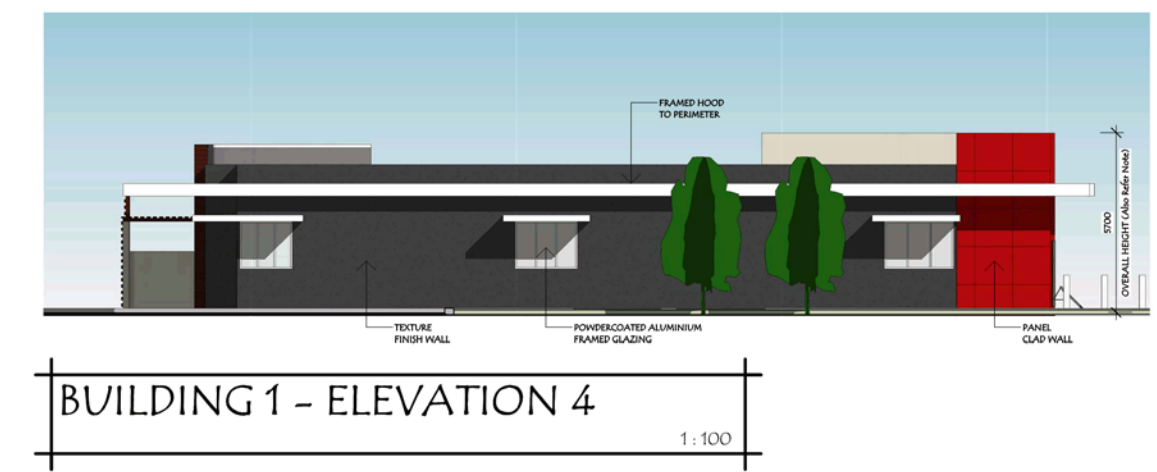 FRAMED HOOD
TO PERIMETER
5700
OVERALL HEIGHT (Also Refer Note)
TEXTURE
FINISH WALL
POWDERCOATED ALUMINIUM
FRAMED GLAZING
PANEL
CLAD WALL
BUILDING 1 - ELEVATION 4
1 : 100